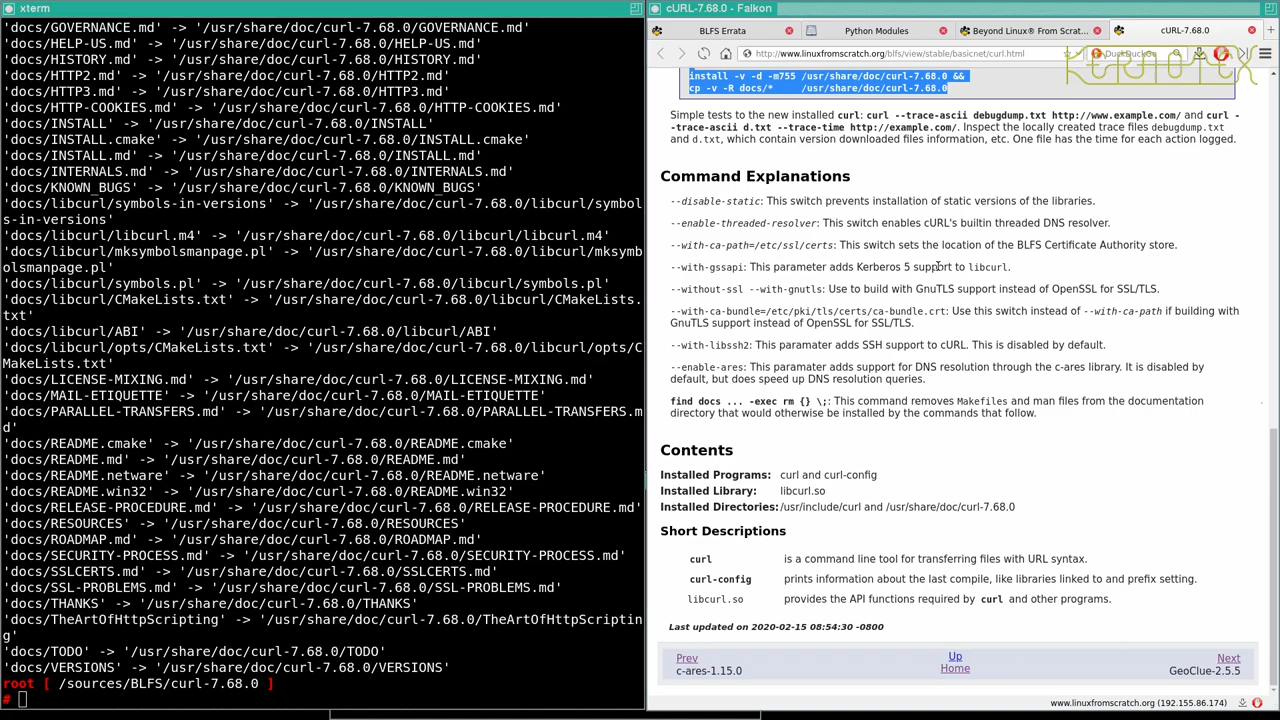 xterm
'docs/GOVERNANCE.md' -> '/usr/share/doc/curl-7.68.0/GOVERNANCE.md'
'docs/HELP-US.md' -> '/usr/share/doc/curl-7.68.0/HELP-US.md'
'docs/HISTORY.md' -> '/usr/share/doc/curl-7.68.0/HISTORY.md'
'docs/HTTP2.md' -> '/usr/share/doc/curl-7.68.0/HTTP2.md'
'docs/HTTP3.md' -> '/usr/share/doc/curl-7.68.0/HTTP3.md'
'docs/HTTP-COOKIES.md' -> '/usr/share/doc/curl-7.68.0/HTTP-COOKIES.md'
'docs/INSTALL' -> '/usr/share/doc/curl-7.68.0/INSTALL'
'docs/INSTALL.cmake' -> '/usr/share/doc/curl-7.68.0/INSTALL.cmake'
'docs/INSTALL.md' -> '/usr/share/doc/curl-7.68.0/INSTALL.md'
'docs/INTERNALS.md' -> '/usr/share/doc/curl-7.68.0/INTERNALS.md'
'docs/KNOWN_BUGS' -> '/usr/share/doc/curl-7.68.0/KNOWN_BUGS'
'docs/libcurl/symbols-in-versions' -> '/usr/share/doc/curl-7.68.0/libcurl/symbol
s-in-versions'
'docs/libcurl/libcurl.m4' -> '/usr/share/doc/curl-7.68.0/libcurl/libcurl.m4'
'docs/libcurl/mksymbolsmanpage.pl' -> '/usr/share/doc/curl-7.68.0/libcurl/mksymb
olsmanpage.pl'
'docs/libcurl/symbols.pl' -> '/usr/share/doc/curl-7.68.0/libcurl/symbols.pl'
'docs/libcurl/CMakeLists.txt' -> '/usr/share/doc/curl-7.68.0/libcurl/CMakeLists.
txt'
'docs/libcurl/ABI' -> '/usr/share/doc/curl-7.68.0/libcurl/ABI'
'docs/libcurl/opts/CMakeLists.txt' -> '/usr/share/doc/curl-7.68.0/libcurl/opts/C
MakeLists.txt'
'docs/LICENSE-MIXING.md' -> '/usr/share/doc/curl-7.68.0/LICENSE-MIXING.md'
'docs/MAIL-ETIQUETTE' -> '/usr/share/doc/curl-7.68.0/MAIL-ETIQUETTE'
'docs/PARALLEL-TRANSFERS.md' -> '/usr/share/doc/curl-7.68.0/PARALLEL-TRANSFERS.m
d'
'docs/README.cmake' -> '/usr/share/doc/curl-7.68.0/README.cmake'
'docs/README.md' -> '/usr/share/doc/curl-7.68.0/README.md'
'docs/README.netware' -> '/usr/share/doc/curl-7.68.0/README.netware'
'docs/README.win32' -> '/usr/share/doc/curl-7.68.0/README.win32'
'docs/RELEASE-PROCEDURE.md' -> '/usr/share/doc/curl-7.68.0/RELEASE-PROCEDURE.md'
'docs/RESOURCES' -> '/usr/share/doc/curl-7.68.0/RESOURCES'
'docs/ROADMAP.md' -> '/usr/share/doc/curl-7.68.0/ROADMAP.md'
'docs/SECURITY-PROCESS.md' -> '/usr/share/doc/curl-7.68.0/SECURITY-PROCESS.md'
'docs/SSLCERTS.md' -> '/usr/share/doc/curl-7.68.0/SSLCERTS.md'
'docs/SSL-PROBLEMS.md' -> '/usr/share/doc/curl-7.68.0/SSL-PROBLEMS.md'
'docs/THANKS' -> '/usr/share/doc/curl-7.68.0/THANKS'
'docs/TheArtOfHttpScripting' -> '/usr/share/doc/curl-7.68.0/TheArtOfHttpScriptin
g'
'docs/TODO' -> '/usr/share/doc/curl-7.68.0/TODO'
'docs/VERSIONS' -> '/usr/share/doc/curl-7.68.0/VERSIONS'
root [ /sources/BLFS/curl-7.68.0 ]
#
cURL-7.68.0 - Falkon
BLFS Errata
Python Modules
Beyond Linux® From Scrat...
cURL-7.68.0
http://www.linuxfromscratch.org/blfs/view/stable/basicnet/curl.html
DuckDuckGo
KERNOTEX
install -v -d -m755 /usr/share/doc/curl-7.68.0 &&
cp -v -R docs/* /usr/share/doc/curl-7.68.0
Simple tests to the new installed curl: curl --trace-ascii debugdump.txt http://www.example.com/ and curl -
-trace-ascii d.txt --trace-time http://example.com/. Inspect the locally created trace files debugdump.txt
and d.txt, which contain version downloaded files information, etc. One file has the time for each action logged.
Command Explanations
--disable-static: This switch prevents installation of static versions of the libraries.
--enable-threaded-resolver: This switch enables cURL's builtin threaded DNS resolver.
--with-ca-path=/etc/ssl/certs: This switch sets the location of the BLFS Certificate Authority store.
--with-gssapi: This parameter adds Kerberos 5 support to libcurl.
--without-ssl --with-gnutls: Use to build with GnuTLS support instead of OpenSSL for SSL/TLS.
--with-ca-bundle=/etc/pki/tls/certs/ca-bundle.crt: Use this switch instead of --with-ca-path if building with
GnuTLS support instead of OpenSSL for SSL/TLS.
--with-libssh2: This paramater adds SSH support to cURL. This is disabled by default.
--enable-ares: This paramater adds support for DNS resolution through the c-ares library. It is disabled by
default, but does speed up DNS resolution queries.
find docs ... -exec rm {} \;: This command removes Makefiles and man files from the documentation
directory that would otherwise be installed by the commands that follow.
Contents
Installed Programs: curl and curl-config
Installed Library: libcurl.so
Installed Directories: /usr/include/curl and /usr/share/doc/curl-7.68.0
Short Descriptions
curl is a command line tool for transferring files with URL syntax.
curl-config prints information about the last compile, like libraries linked to and prefix setting.
libcurl.so provides the API functions required by curl and other programs.
Last updated on 2020-02-15 08:54:30 -0800
Prev Up Next
c-ares-1.15.0 Home GeoClue-2.5.5
www.linuxfromscratch.org (192.155.86.174)